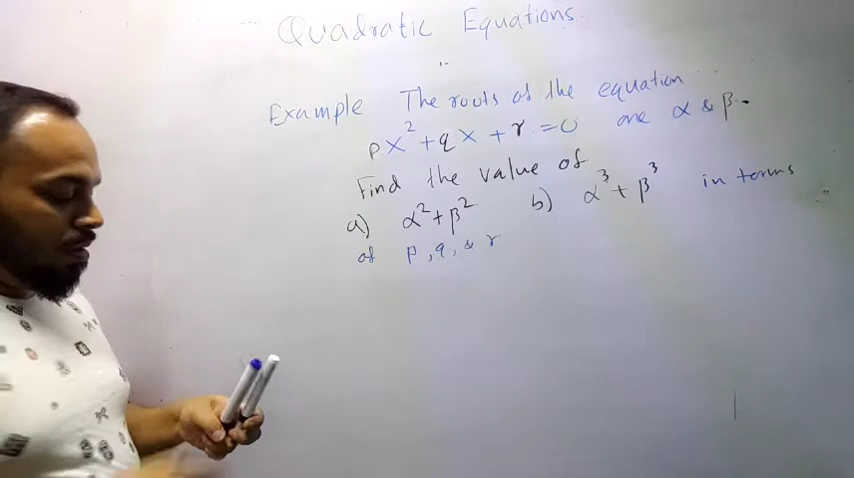 Quadratic Equations.
Example The roots of the equation
px² + qx + r = 0 are α & β.
Find the value of
a) α² + β² b) α³ + β³ in terms
of p, q, & r